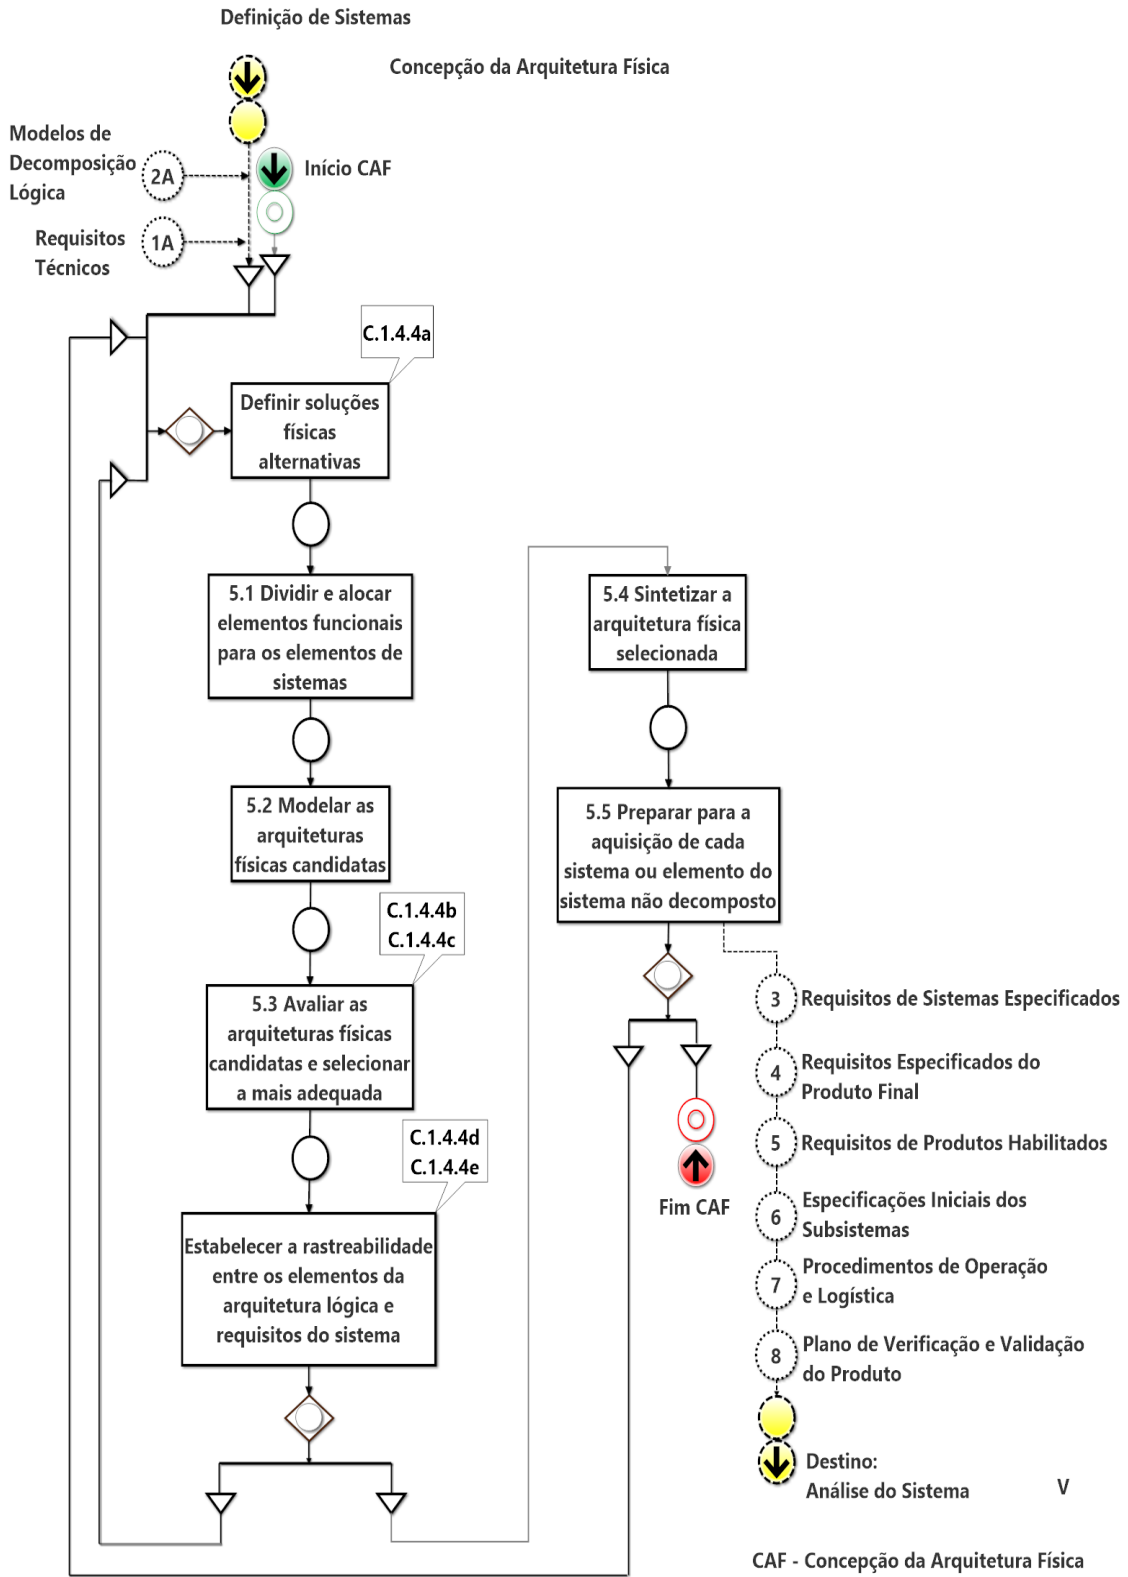 Definição de Sistemas
Concepção da Arquitetura Física
Modelos de
Decomposição
Lógica
2A
Início CAF
Requisitos
Técnicos
1A
C.1.4.4a
Definir soluções
físicas
alternativas
5.1 Dividir e alocar
elementos funcionais
para os elementos de
sistemas
5.2 Modelar as
arquiteturas
físicas candidatas
C.1.4.4b
C.1.4.4c
5.3 Avaliar as
arquiteturas físicas
candidatas e selecionar
a mais adequada
C.1.4.4d
C.1.4.4e
Estabelecer a rastreabilidade
entre os elementos da
arquitetura lógica e
requisitos do sistema
5.4 Sintetizar a
arquitetura física
selecionada
5.5 Preparar para a
aquisição de cada
sistema ou elemento do
sistema não decomposto
Fim CAF
3
Requisitos de Sistemas Especificados
4
Requisitos Especificados do
Produto Final
5
Requisitos de Produtos Habilitados
6
Especificações Iniciais dos
Subsistemas
7
Procedimentos de Operação
e Logística
8
Plano de Verificação e Validação
do Produto
Destino:
Análise do Sistema
V
CAF - Concepção da Arquitetura Física